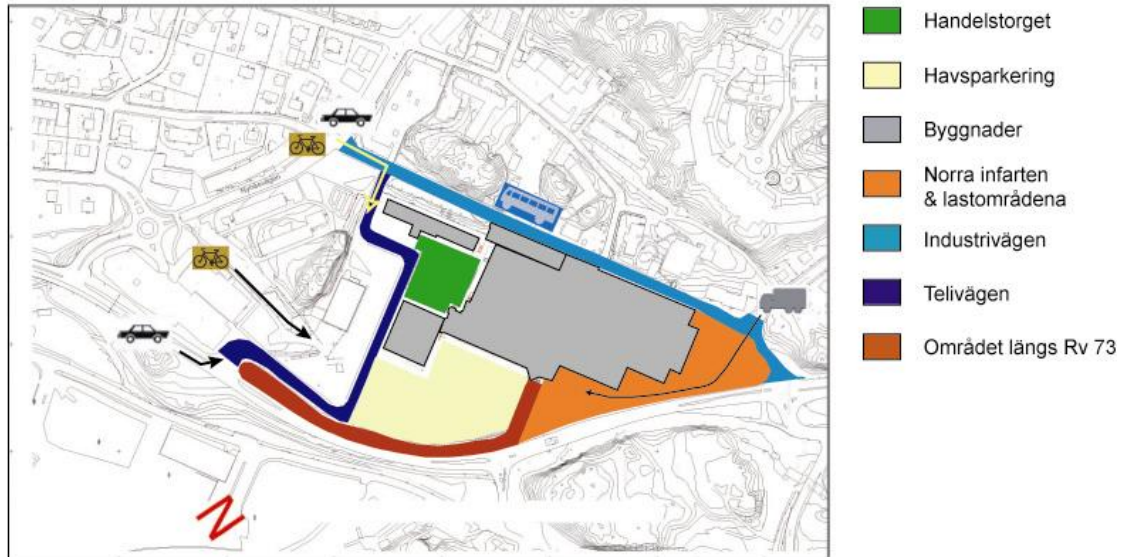 Handelstorget
Havsparkering
Byggnader
Norra infarten
& lastområdena
Industrivägen
Telivägen
Området längs Rv 73
N